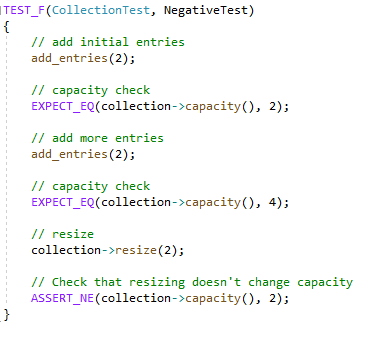 TEST_F(CollectionTest, NegativeTest)
{
// add initial entries
add_entries(2);
// capacity check
EXPECT_EQ(collection->capacity(), 2);
// add more entries
add_entries(2);
// capacity check
EXPECT_EQ(collection->capacity(), 4);
// resize
collection->resize(2);
// Check that resizing doesn't change capacity
ASSERT_NE(collection->capacity(), 2);
}